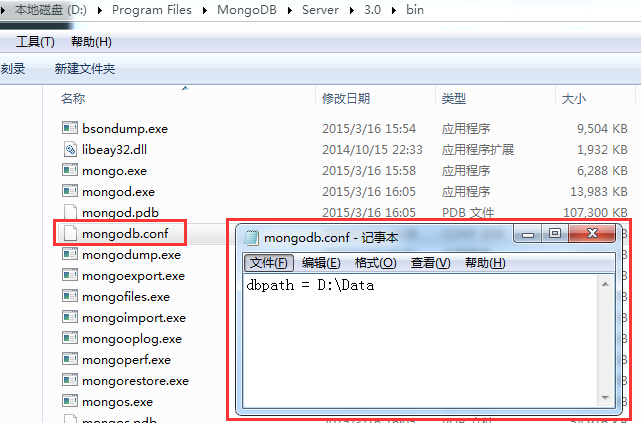 本地磁盘 (D:) ▸ Program Files ▸ MongoDB ▸ Server ▸ 3.0 ▸ bin
工具(T) 帮助(H)
刻录 新建文件夹
名称 修改日期 类型 大小
bsondump.exe 2015/3/16 15:54 应用程序 9,504 KB
libeay32.dll 2014/10/15 22:33 应用程序扩展 1,932 KB
mongo.exe 2015/3/16 15:58 应用程序 6,288 KB
mongod.exe 2015/3/16 16:05 应用程序 13,983 KB
mongod.pdb 2015/3/16 16:05 PDB 文件 107,300 KB
mongodb.conf
mongodb.conf - 记事本
mongodump.exe
文件(F) 编辑(E) 格式(O) 查看(V) 帮助(H)
mongoexport.exe
dbpath = D:\Data
mongofiles.exe
mongoimport.exe
mongooplog.exe
mongoperf.exe
mongorestore.exe
mongos.exe
mongos.pdb